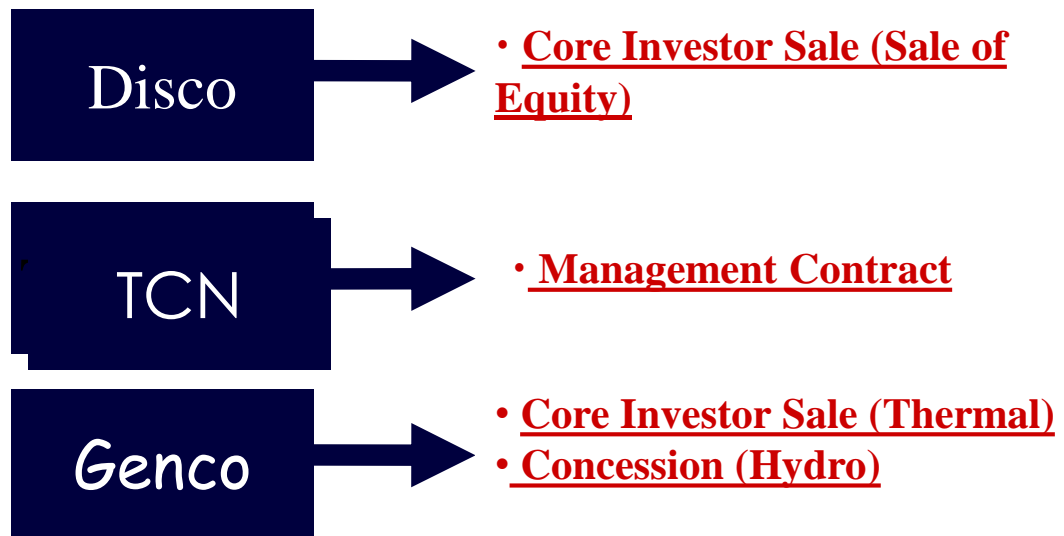 Disco
• Core Investor Sale (Sale of
Equity)
TCN
• Management Contract
Genco
• Core Investor Sale (Thermal)
• Concession (Hydro)